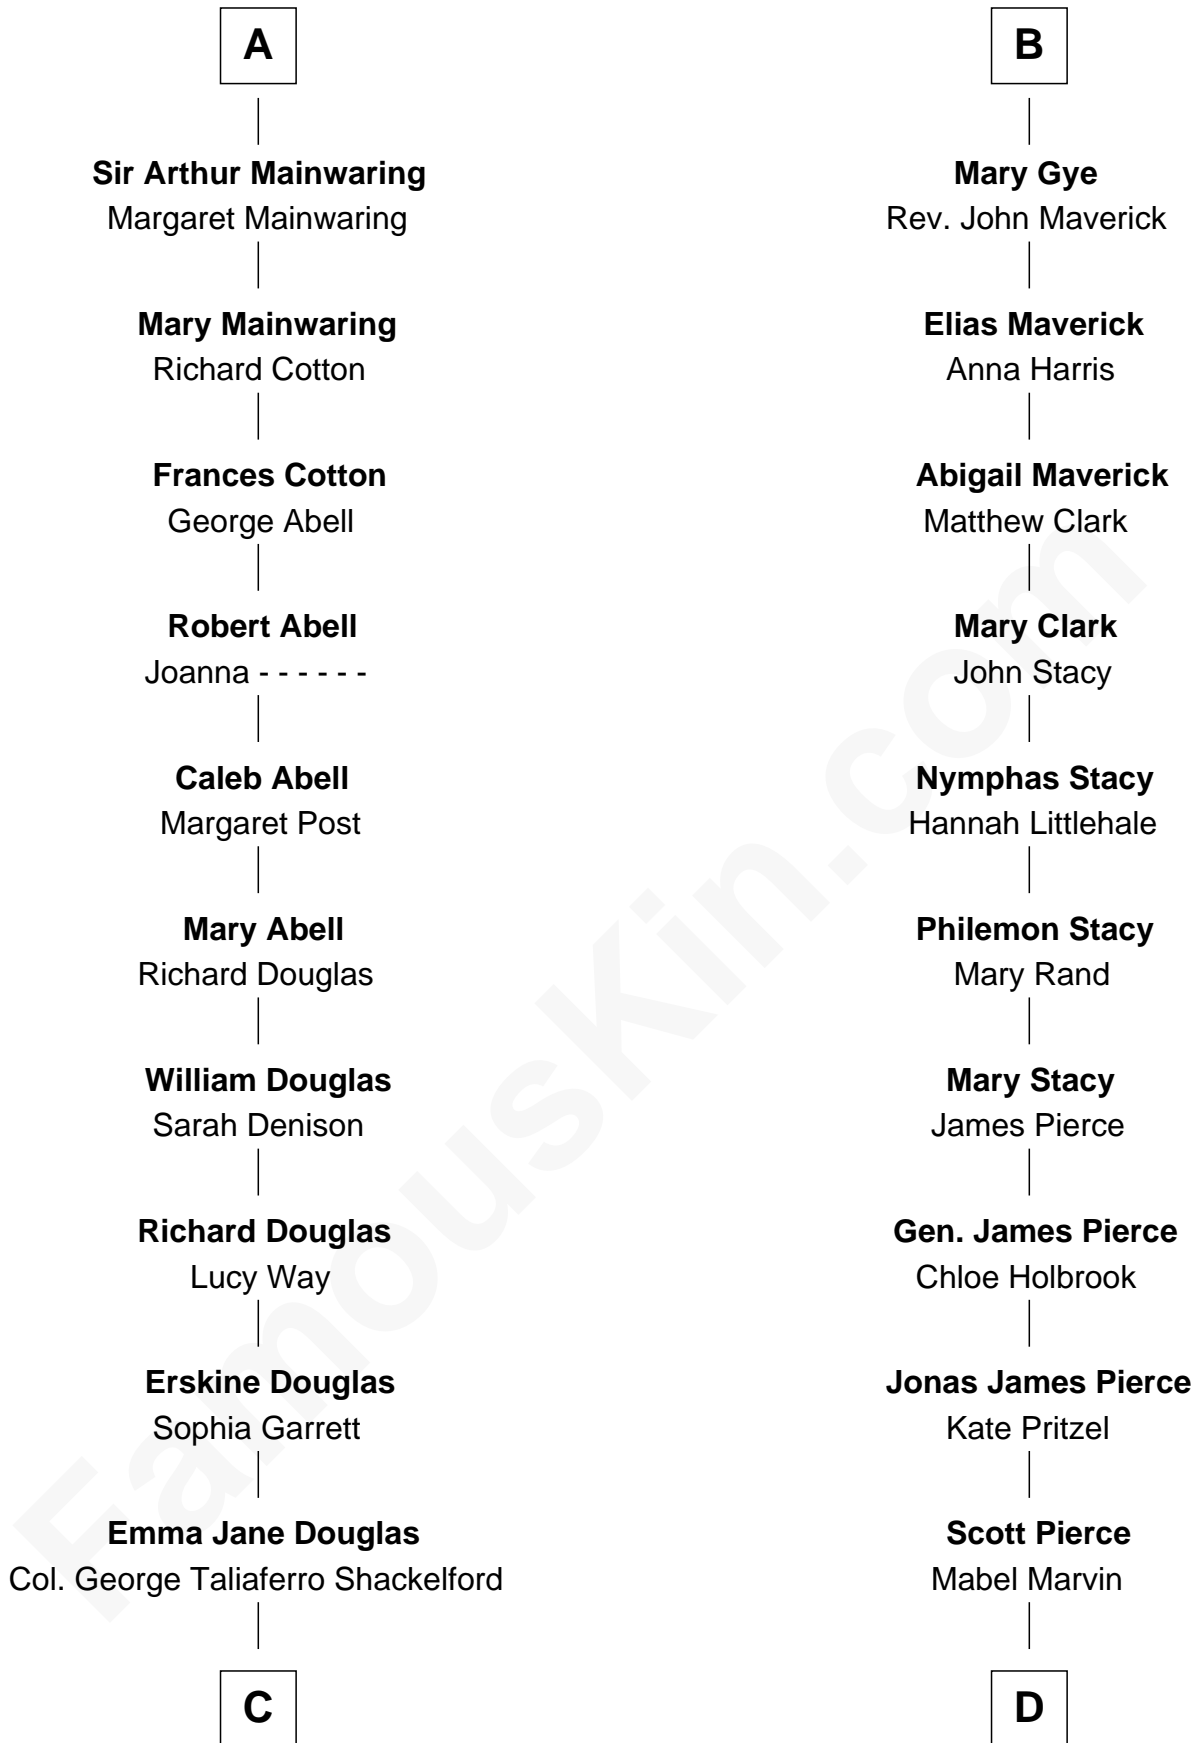 A
Sir Arthur Mainwaring
Margaret Mainwaring
Mary Mainwaring
Richard Cotton
Frances Cotton
George Abell
Robert Abell
Joanna - - - - - -
Caleb Abell
Margaret Post
Mary Abell
Richard Douglas
William Douglas
Sarah Denison
Richard Douglas
Lucy Way
Erskine Douglas
Sophia Garrett
Emma Jane Douglas
Col. George Taliaferro Shackelford
C
B
Mary Gye
Rev. John Maverick
Elias Maverick
Anna Harris
Abigail Maverick
Matthew Clark
Mary Clark
John Stacy
Nymphas Stacy
Hannah Littlehale
Philemon Stacy
Mary Rand
Mary Stacy
James Pierce
Gen. James Pierce
Chloe Holbrook
Jonas James Pierce
Kate Pritzel
Scott Pierce
Mabel Marvin
D
FamousKin.com